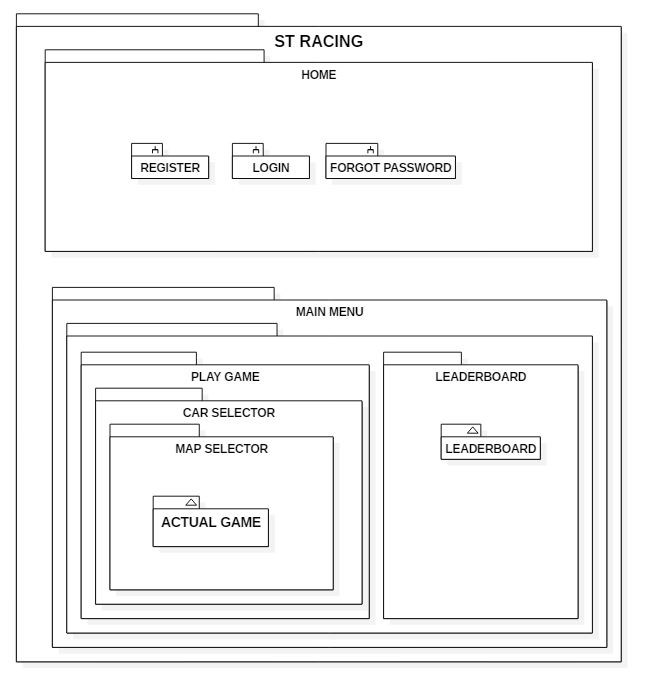 ST RACING
HOME
REGISTER
LOGIN
FORGOT PASSWORD
MAIN MENU
PLAY GAME
LEADERBOARD
CAR SELECTOR
MAP SELECTOR
LEADERBOARD
ACTUAL GAME